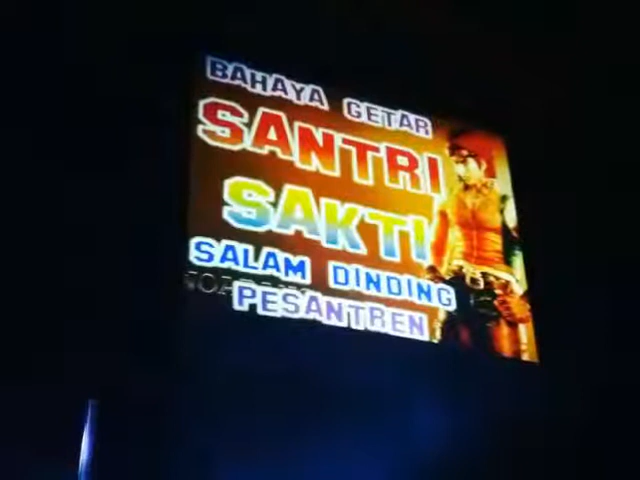 BAHAYA GETAR
SANTRI
SAKTI
SALAM DINDING
PESANTREN